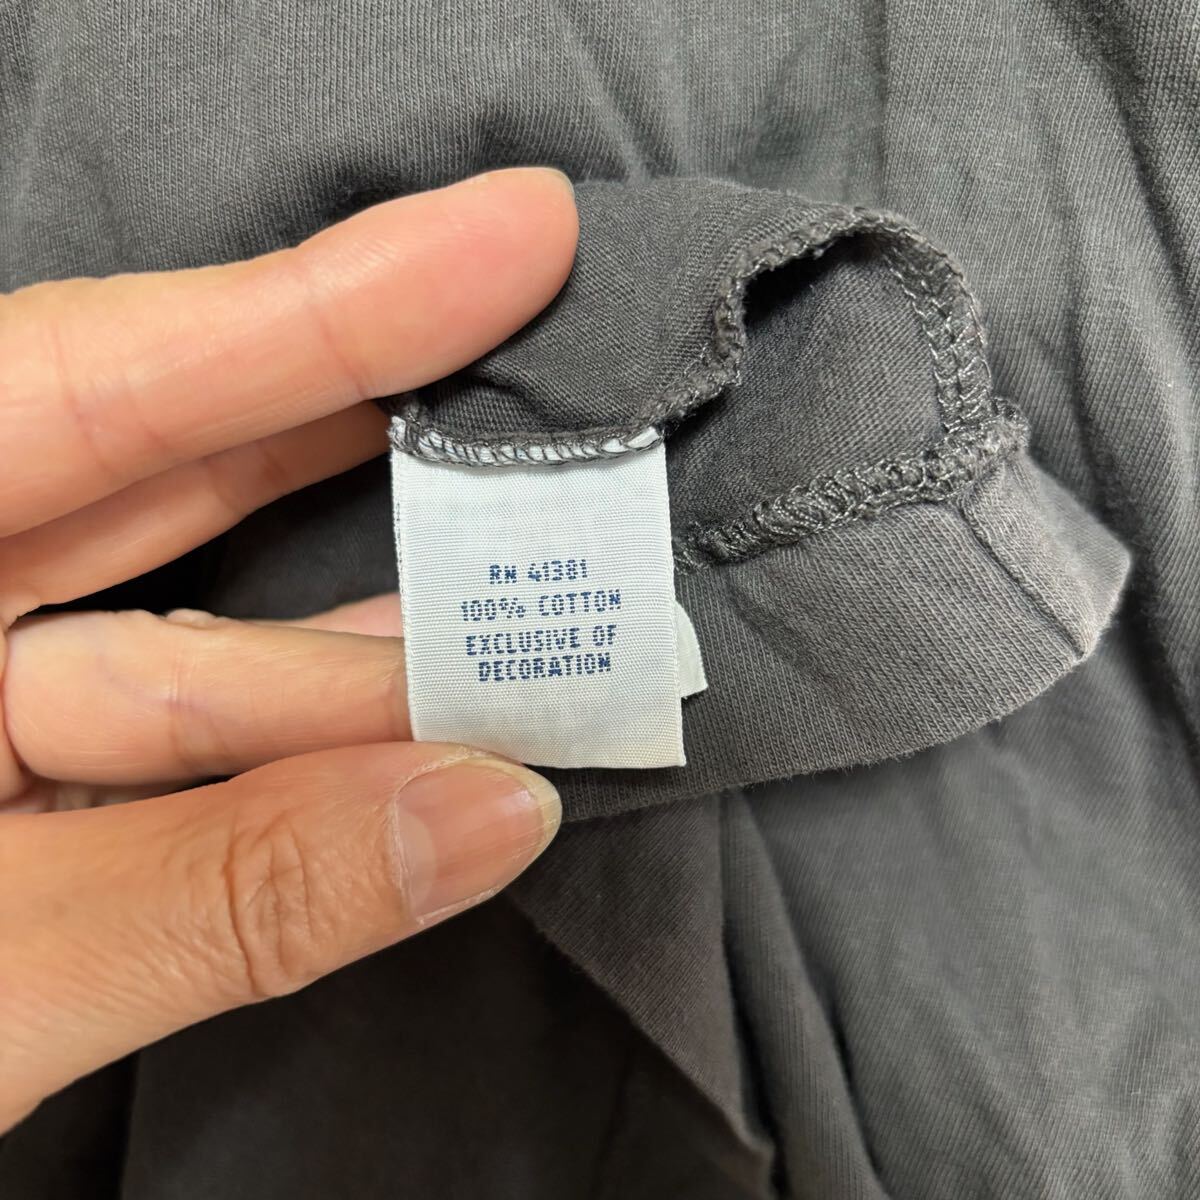 RN 41381
100% COTTON
EXCLUSIVE OF
DECORATION